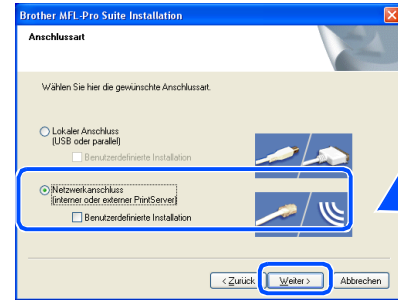 Brother MFL-Pro Suite Installation
Anschlussart
Wählen Sie hier die gewünschte Anschlussart.
Lokaler Anschluss
(USB oder parallel)
Benutzerdefinierte Installation
Netzwerkanschluss
(interner oder externer PrintServer)
Benutzerdefinierte Installation
< Zurück
Weiter >
Abbrechen